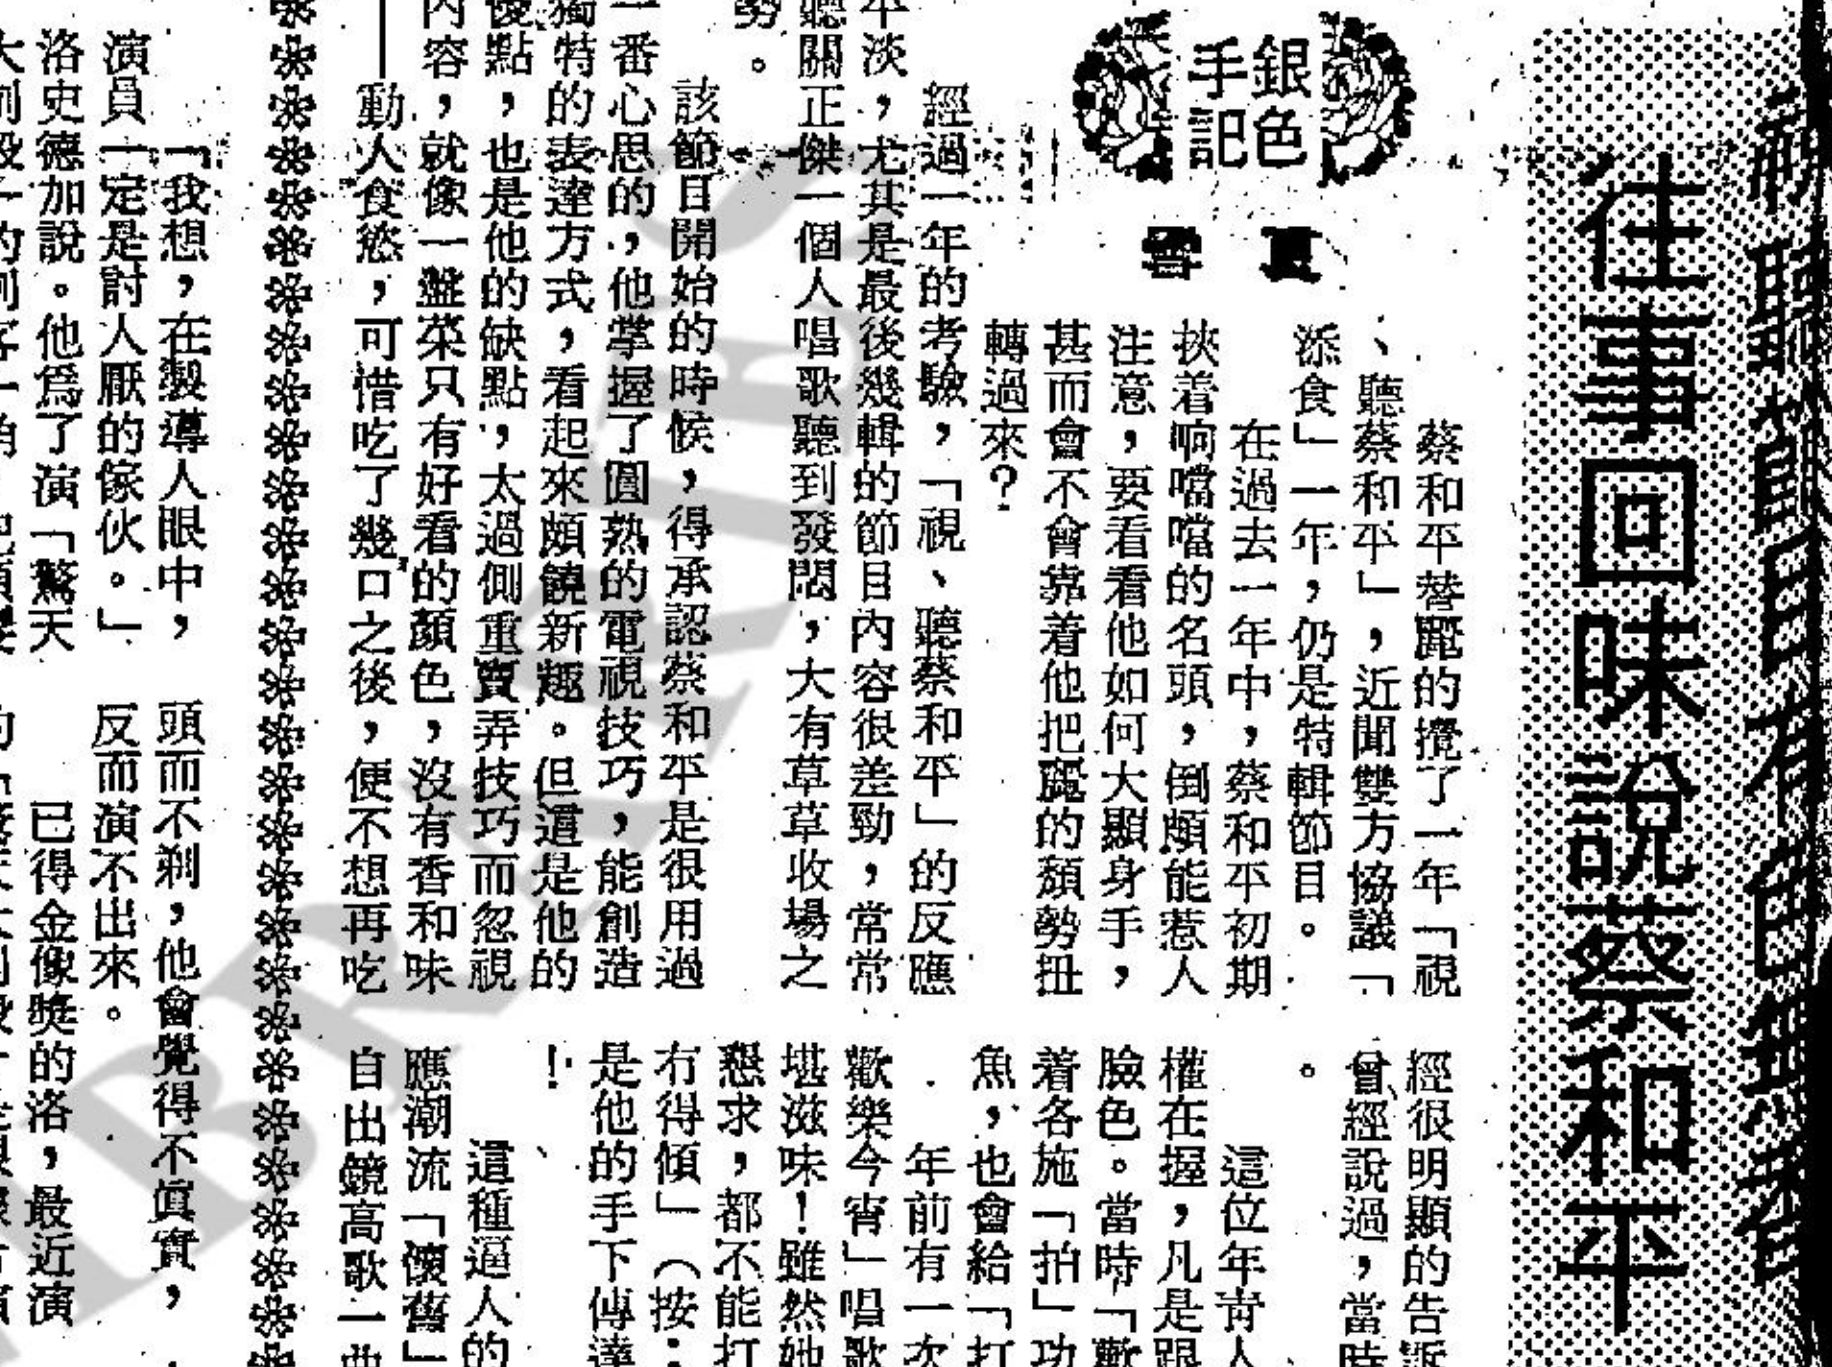 視聽節目有色無香
往事回味說蔡和平
銀色
手記
夏
蔡和平替麗的攪了一年「視
、聽蔡和平」，近聞雙方協議「
添食」一年，仍是特輯節目。
在過去一年中，蔡和平初期
挾着响噹噹的名頭，倒頗能惹人
注意，要看看他如何大顯身手，
甚而會不會靠着他把麗的頹勢扭
轉過來？
經過一年的考驗，「視、聽蔡和平」的反應
平淡，尤其是最後幾輯的節目內容很差勁，常常
聽關正傑一個人唱歌聽到發悶，大有草草收場之
勢。
該節目開始的時候，得承認蔡和平是很用過
一番心思的，他掌握了圓熟的電視技巧，能創造
獨特的表達方式，看起來頗饒新趣。但這是他的
優點，也是他的缺點，太過側重賣弄技巧而忽視
內容，就像一盤菜只有好看的顏色，沒有香和味
動人食慾，可惜吃了幾口之後，便不想再吃
經很明顯的告訴
曾經說過，當時
。
這位年青人
權在握，凡是跟
臉色。當時「歡
着各施「拍」功
魚，也會給「打
年前有一次
歡樂今宵」唱歌
堪滋味！雖然她
懇求，都不能打
冇得傾」（按：
是他的手下傳達
！
這種逼人的
應潮流「懷舊」
自出鏡高歌一曲
「我想，在製導人眼中，
演員一定是討人厭的傢伙。」
洛史德加說。他爲了演「驚天
頭而不剃，他會覺得不眞實，
反而演不出來。
已得金像獎的洛，最近演